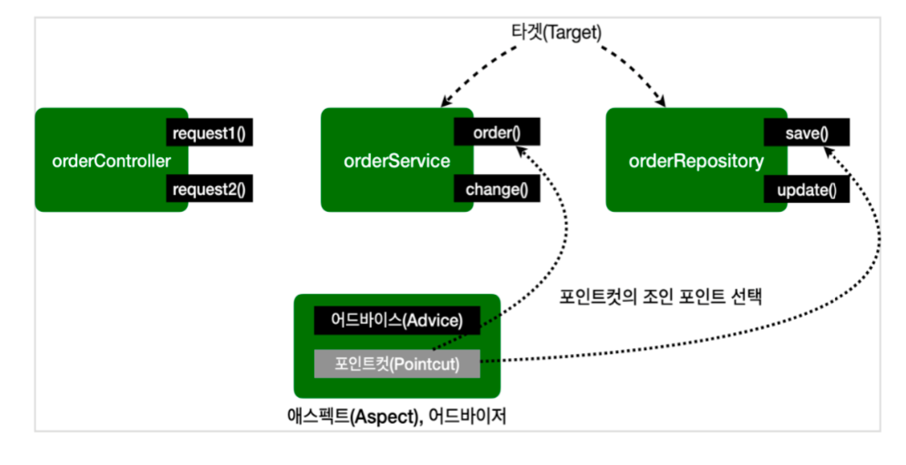 타겟(Target)
orderController
request1()
request2()
orderService
order()
change()
orderRepository
save()
update()
포인트컷의 조인 포인트 선택
어드바이스(Advice)
포인트컷(Pointcut)
애스펙트(Aspect), 어드바이저